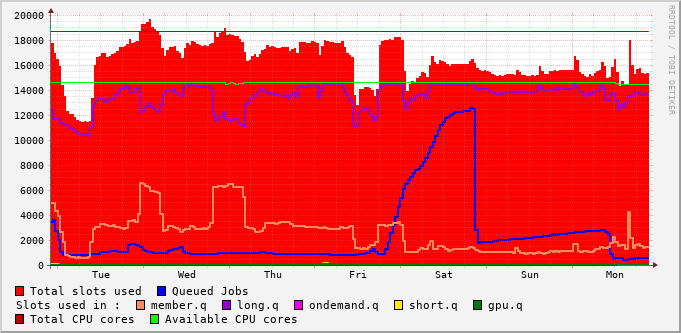 20000
18000
16000
14000
12000
10000
8000
6000
4000
2000
0
Tue Wed Thu Fri Sat Sun Mon
RRDTOOL / TOBI OETIKER
Total slots used Queued Jobs
Slots used in : member.q long.q ondemand.q short.q gpu.q
Total CPU cores Available CPU cores